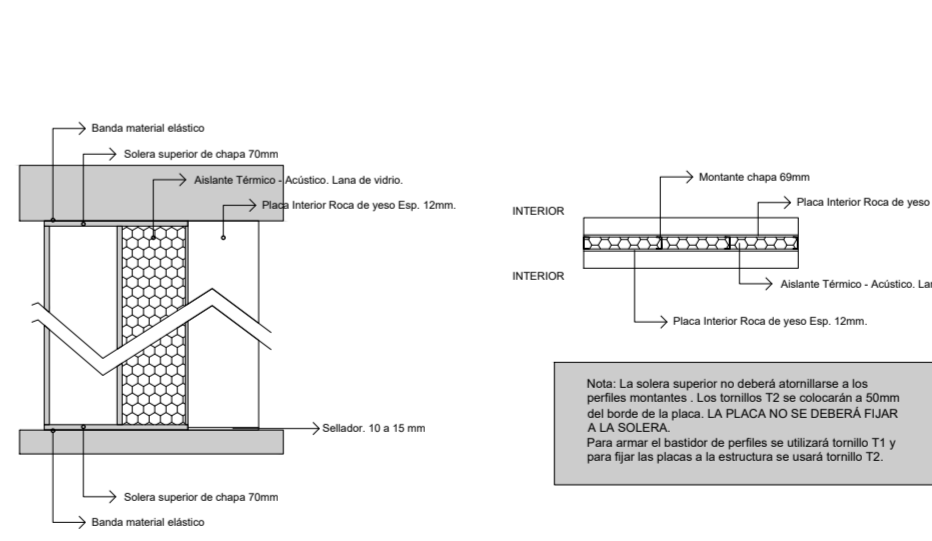 Banda material elástico
Solera superior de chapa 70mm
Aislante Térmico - Acústico. Lana de vidrio.
Placa Interior Roca de yeso Esp. 12mm.
Sellador. 10 a 15 mm
Solera superior de chapa 70mm
Banda material elástico
Montante chapa 69mm
Placa Interior Roca de yeso
INTERIOR
INTERIOR
Aislante Térmico - Acústico. Lan
Placa Interior Roca de yeso Esp. 12mm.
Nota: La solera superior no deberá atornillarse a los
perfiles montantes . Los tornillos T2 se colocarán a 50mm
del borde de la placa. LA PLACA NO SE DEBERÁ FIJAR
A LA SOLERA.
Para armar el bastidor de perfiles se utilizará tornillo T1 y
para fijar las placas a la estructura se usará tornillo T2.